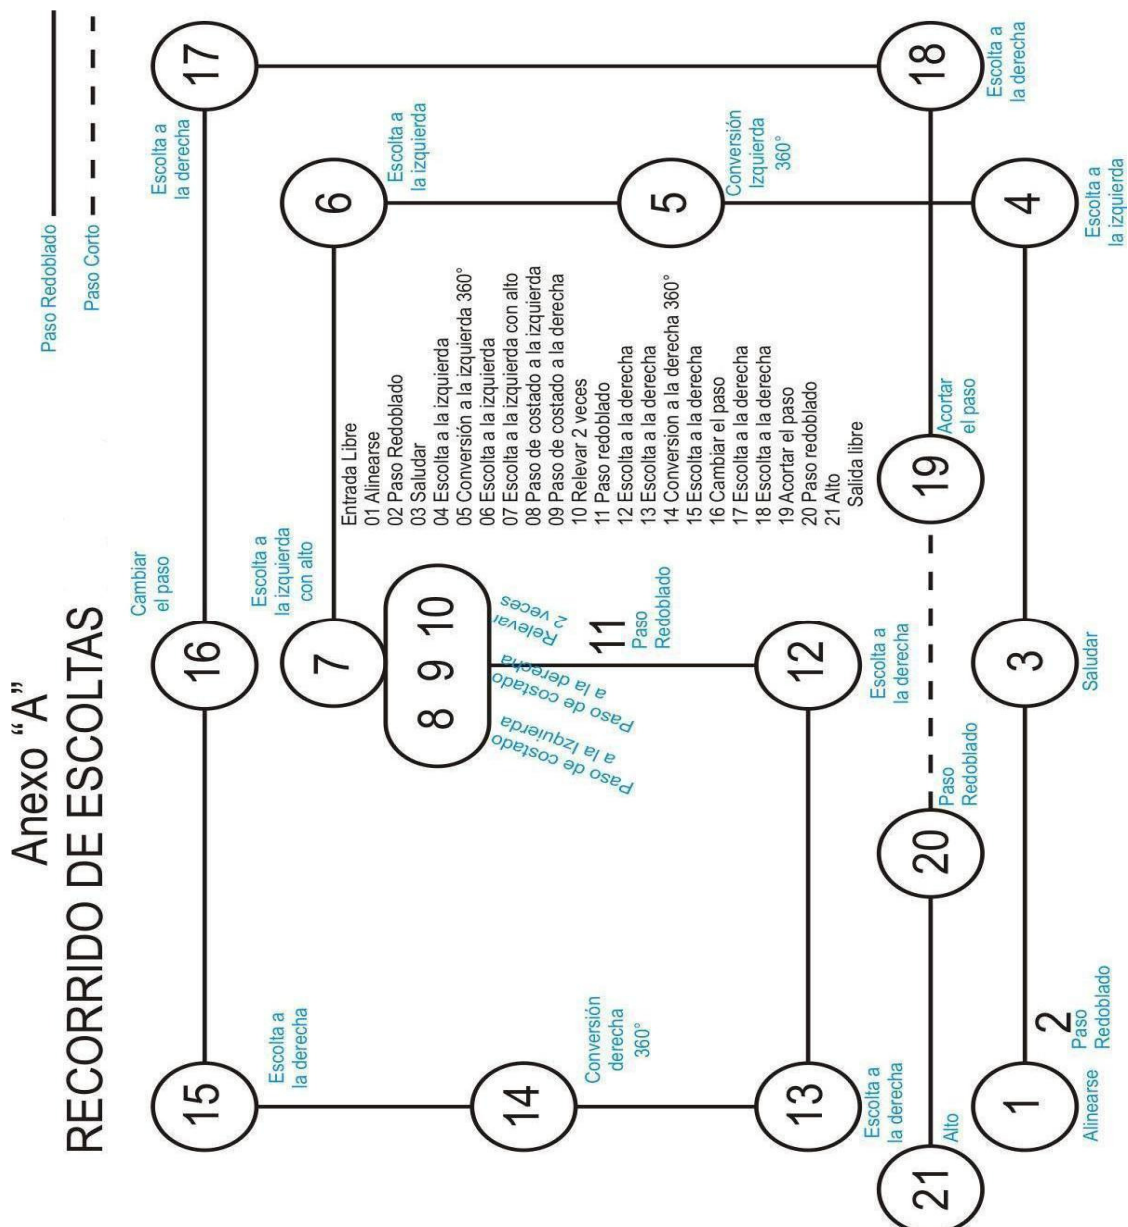 Anexo “A”
RECORRIDO DE ESCOLTAS
Paso Redoblado
Paso Corto
15
Escolta a
la derecha
16
Cambiar
el paso
17
Escolta a
la derecha
7
Escolta a
la izquierda
con alto
6
Escolta a
la izquierda
8 9 10
Paso de costado
a la Izquierda
Paso de costado
a la derecha
Relevar
2 veces
14
Conversión
derecha
360°
11
Paso
Redoblado
Entrada Libre
01 Alinearse
02 Paso Redoblado
03 Saludar
04 Escolta a la izquierda
05 Conversión a la izquierda 360°
06 Escolta a la izquierda
07 Escolta a la izquierda con alto
08 Paso de costado a la izquierda
09 Paso de costado a la derecha
10 Relevar 2 veces
11 Paso redoblado
12 Escolta a la derecha
13 Escolta a la derecha
14 Conversion a la derecha 360°
15 Escolta a la derecha
16 Cambiar el paso
17 Escolta a la derecha
18 Escolta a la derecha
19 Acortar el paso
20 Paso redoblado
21 Alto
Salida libre
5
Conversión
Izquierda
360°
13
Escolta a
la derecha
12
Escolta a
la derecha
21
Alto
20
Paso
Redoblado
19
Acortar
el paso
18
Escolta a
la derecha
1
Alinearse
2
Paso
Redoblado
3
Saludar
4
Escolta a
la izquierda